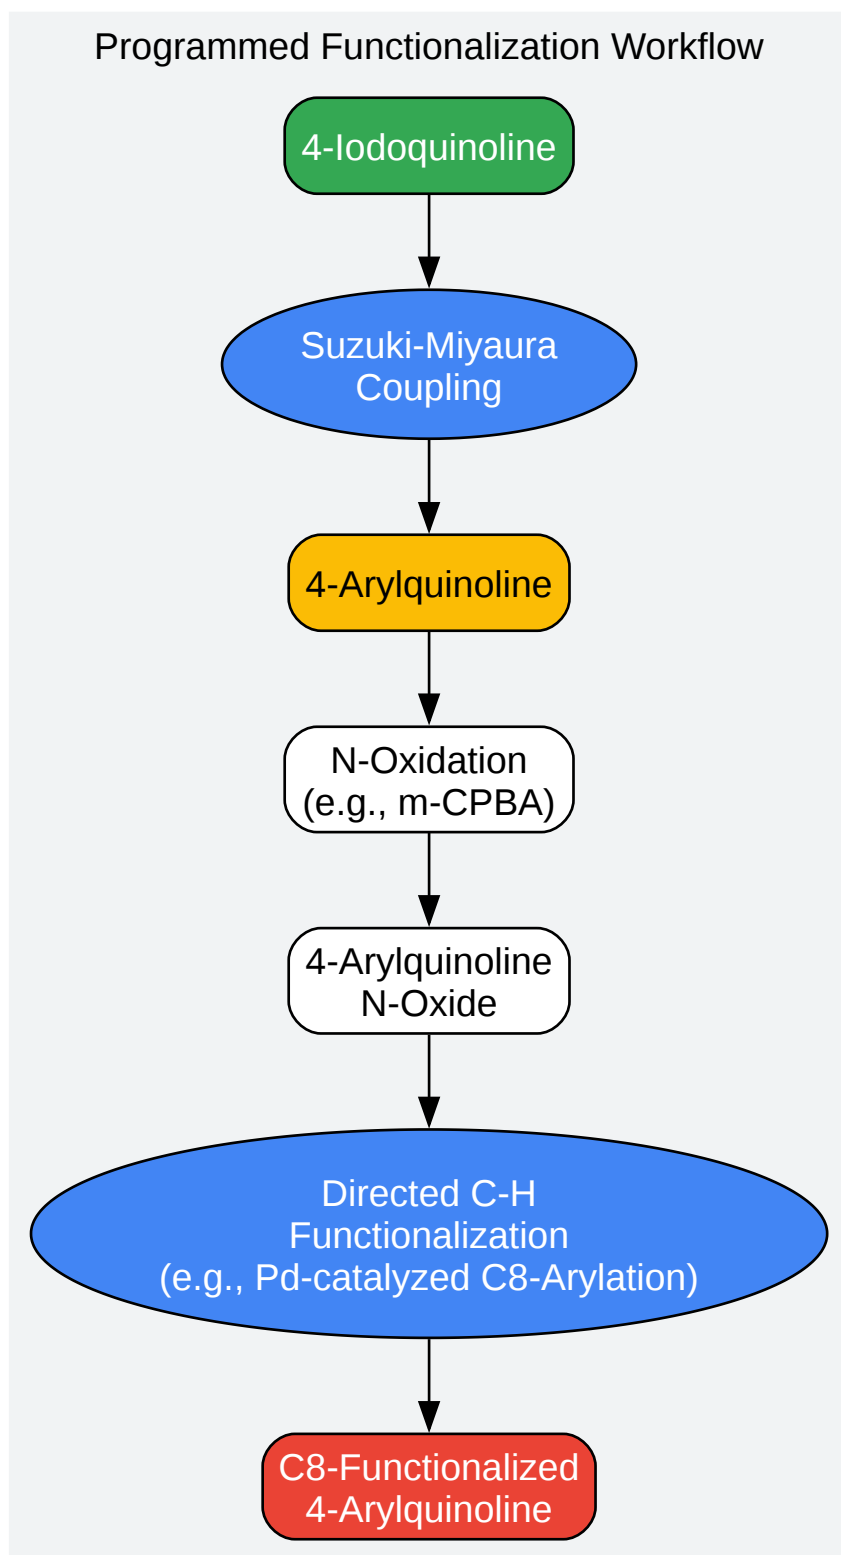 Programmed Functionalization Workflow
4-Iodoquinoline
Suzuki-Miyaura
Coupling
4-Arylquinoline
N-Oxidation
(e.g., m-CPBA)
4-Arylquinoline
N-Oxide
Directed C-H
Functionalization
(e.g., Pd-catalyzed C8-Arylation)
C8-Functionalized
4-Arylquinoline